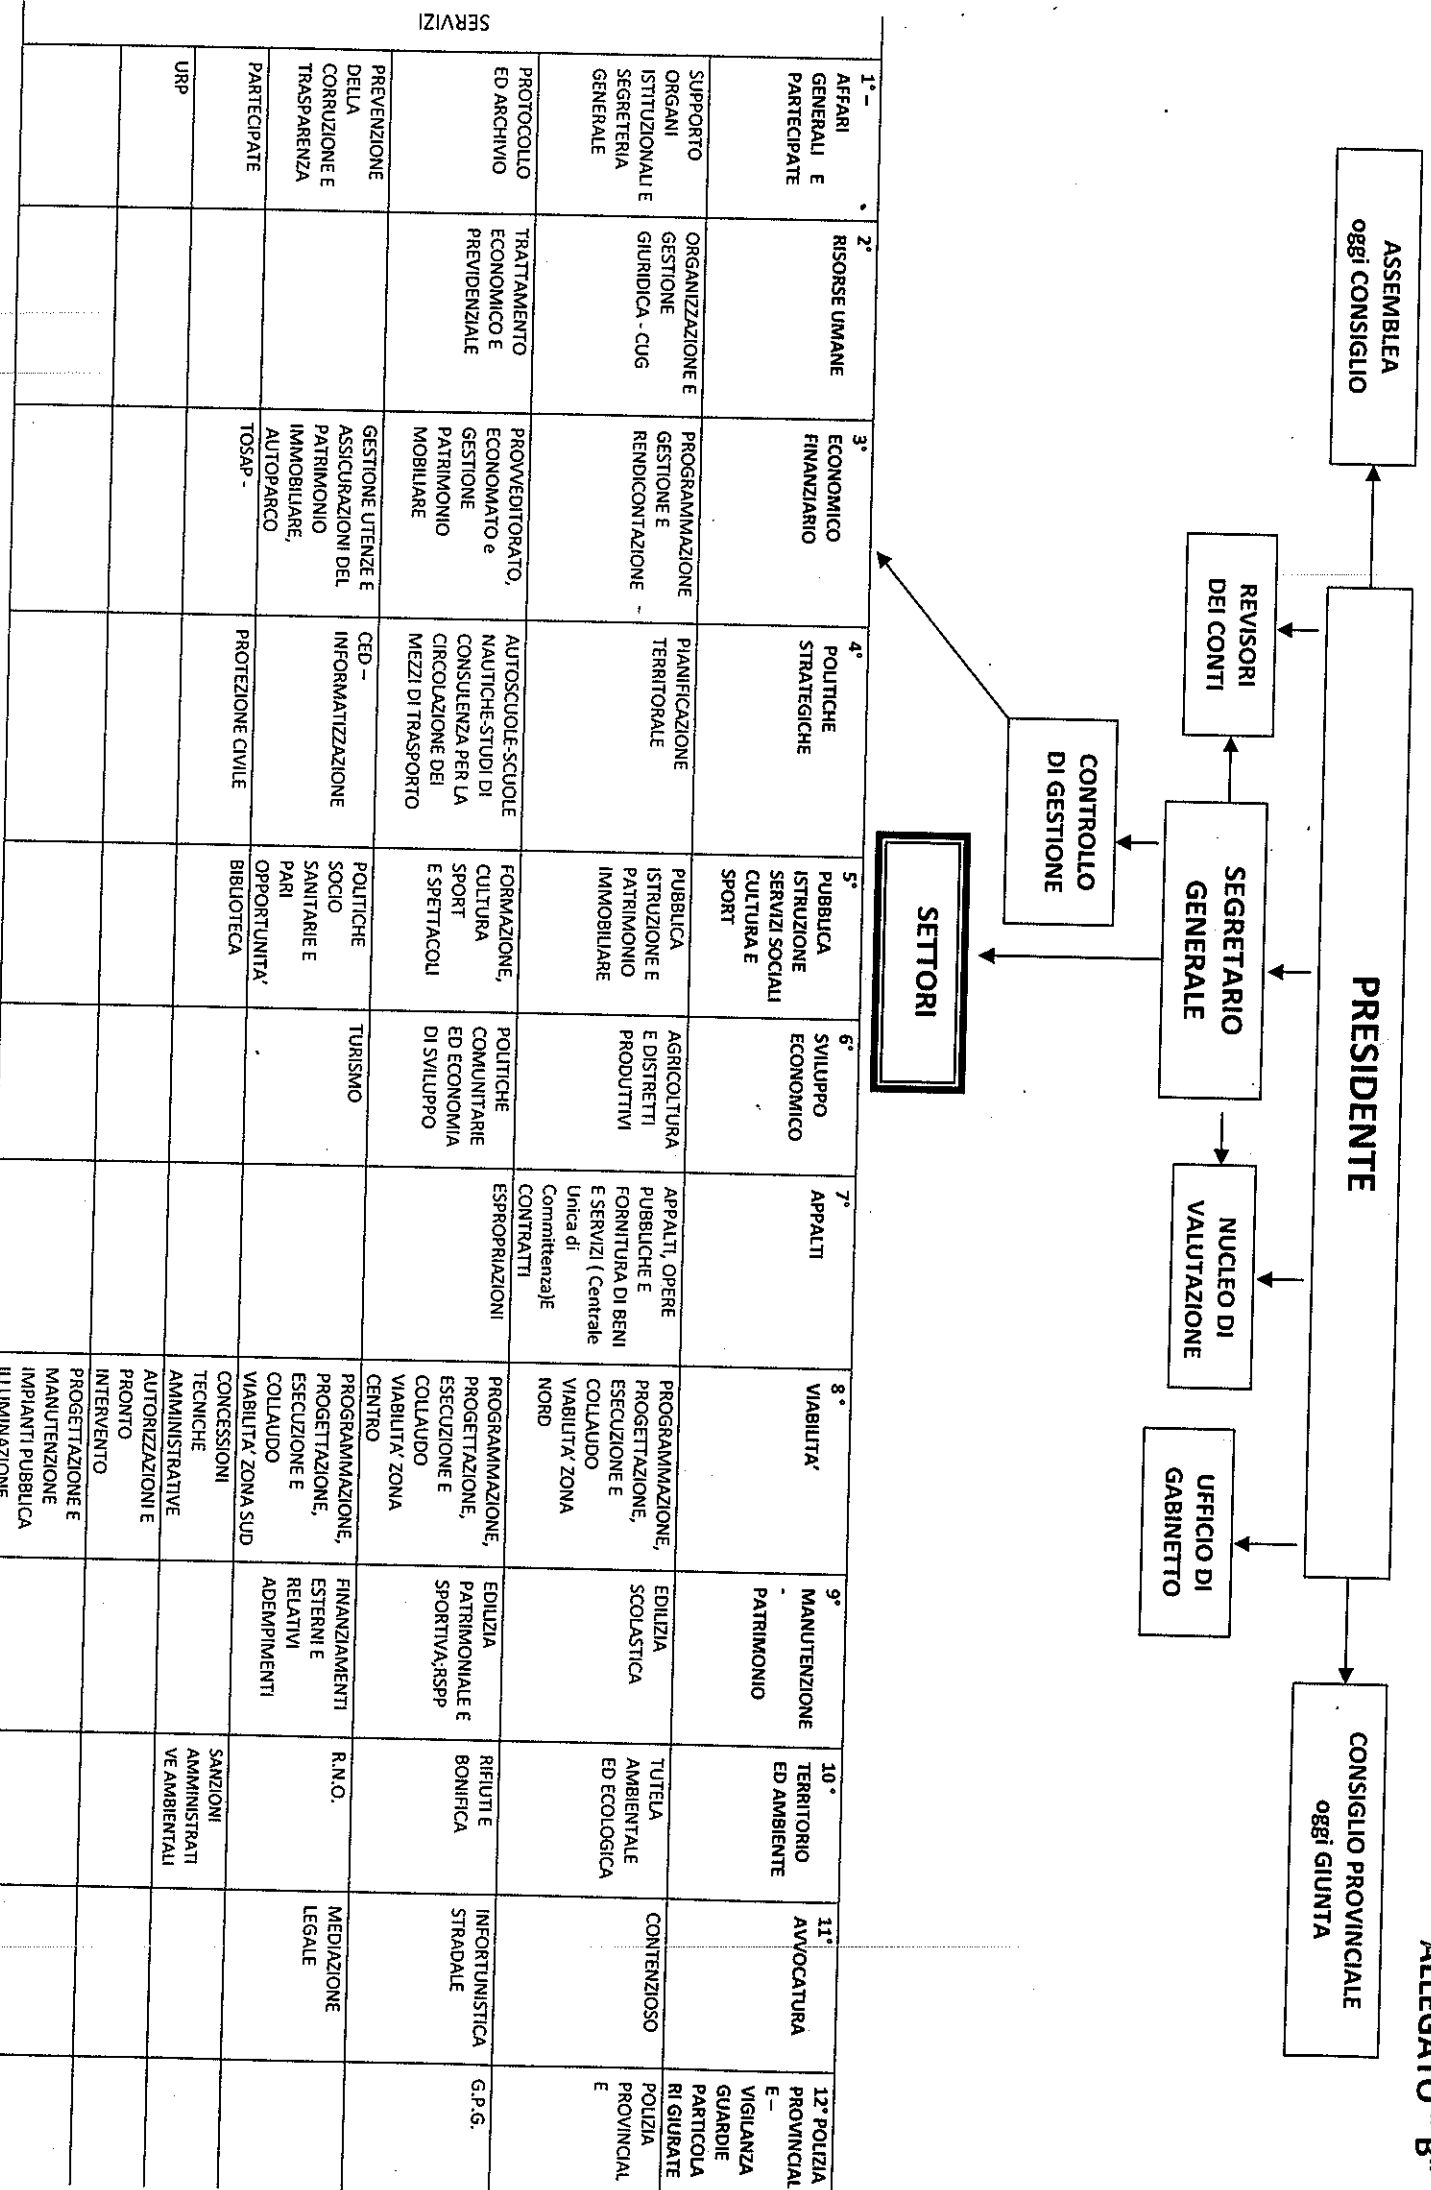 ALLEGATO "B"
ASSEMBLEA
oggi CONSIGLIO
PRESIDENTE
CONSIGLIO PROVINCIALE
oggi GIUNTA
REVISORI
DEI CONTI
SEGRETARIO
GENERALE
NUCLEO DI
VALUTAZIONE
UFFICIO DI
GABINETTO
CONTROLLO
DI GESTIONE
SETTORI
SERVIZI
1° –
AFFARI
GENERALI E
PARTECIPATE
2°
RISORSE UMANE
3°
ECONOMICO
FINANZIARIO
4°
POLITICHE
STRATEGICHE
5°
PUBBLICA
ISTRUZIONE
SERVIZI SOCIALI
CULTURA E
SPORT
6°
SVILUPPO
ECONOMICO
7°
APPALTI
8°
VIABILITA'
9°
MANUTENZIONE
-
PATRIMONIO
10°
TERRITORIO
ED AMBIENTE
11°
AVVOCATURA
12° POLIZIA
PROVINCIAL
E –
VIGILANZA
GUARDIE
PARTICOLA
RI GIURATE
SUPPORTO
ORGANI
ISTITUZIONALI E
SEGRETERIA
GENERALE
ORGANIZZAZIONE E
GESTIONE
GIURIDICA - CUG
PROGRAMMAZIONE
GESTIONE E
RENDICONTAZIONE –
PIANIFICAZIONE
TERRITORALE
PUBBLICA
ISTRUZIONE E
PATRIMONIO
IMMOBILIARE
AGRICOLTURA
E DISTRETTI
PRODUTTIVI
APPALTI, OPERE
PUBBLICHE E
FORNITURA DI BENI
E SERVIZI ( Centrale
Unica di
Committenza)E
CONTRATTI
PROGRAMMAZIONE,
PROGETTAZIONE,
ESECUZIONE E
COLLAUDO
VIABILITA' ZONA
NORD
EDILIZIA
SCOLASTICA
TUTELA
AMBIENTALE
ED ECOLOGICA
CONTENZIOSO
POLIZIA
PROVINCIAL
E
PROTOCOLLO
ED ARCHIVIO
TRATTAMENTO
ECONOMICO E
PREVIDENZIALE
PROVVEDITORATO,
ECONOMATO e
GESTIONE
PATRIMONIO
MOBILIARE
AUTOSCUOLE-SCUOLE
NAUTICHE-STUDI DI
CONSULENZA PER LA
CIRCOLAZIONE DEI
MEZZI DI TRASPORTO
FORMAZIONE,
CULTURA
SPORT
E SPETTACOLI
POLITICHE
COMUNITARIE
ED ECONOMIA
DI SVILUPPO
ESPROPRIAZIONI
PROGRAMMAZIONE,
PROGETTAZIONE,
ESECUZIONE E
COLLAUDO
VIABILITA' ZONA
CENTRO
EDILIZIA
PATRIMONIALE E
SPORTIVA;RSPP
RIFIUTI E
BONIFICA
INFORTUNISTICA
STRADALE
G.P.G.
PREVENZIONE
DELLA
CORRUZIONE E
TRASPARENZA
GESTIONE UTENZE E
ASSICURAZIONI DEL
PATRIMONIO
IMMOBILIARE,
AUTOPARCO
CED –
INFORMATIZZAZIONE
POLITICHE
SOCIO
SANITARIE E
PARI
OPPORTUNITA'
TURISMO
PROGRAMMAZIONE,
PROGETTAZIONE,
ESECUZIONE E
COLLAUDO
VIABILITA' ZONA SUD
FINANZIAMENTI
ESTERNI E
RELATIVI
ADEMPIMENTI
R.N.O.
MEDIAZIONE
LEGALE
PARTECIPATE
TOSAP -
PROTEZIONE CIVILE
BIBLIOTECA
CONCESSIONI
TECNICHE
AMMINISTRATIVE
SANZIONI
AMMINISTRATI
VE AMBIENTALI
URP
AUTORIZZAZIONI E
PRONTO
INTERVENTO
PROGETTAZIONE E
MANUTENZIONE
IMPIANTI PUBBLICA
ILLUMINAZIONE